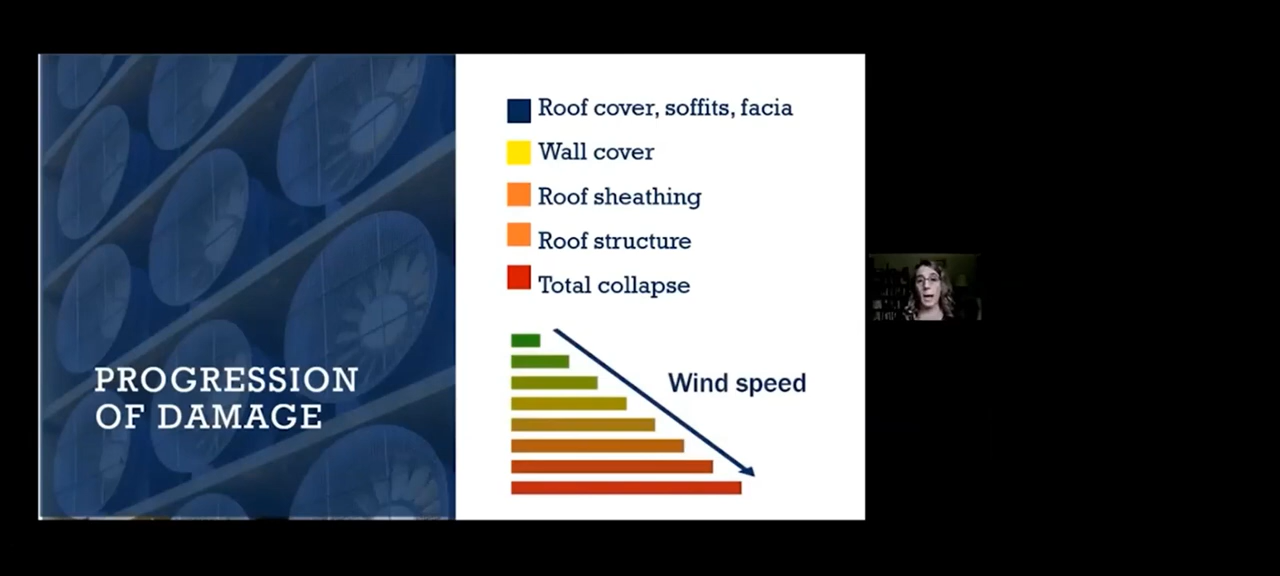 PROGRESSION
OF DAMAGE
Roof cover, soffits, facia
Wall cover
Roof sheathing
Roof structure
Total collapse
Wind speed